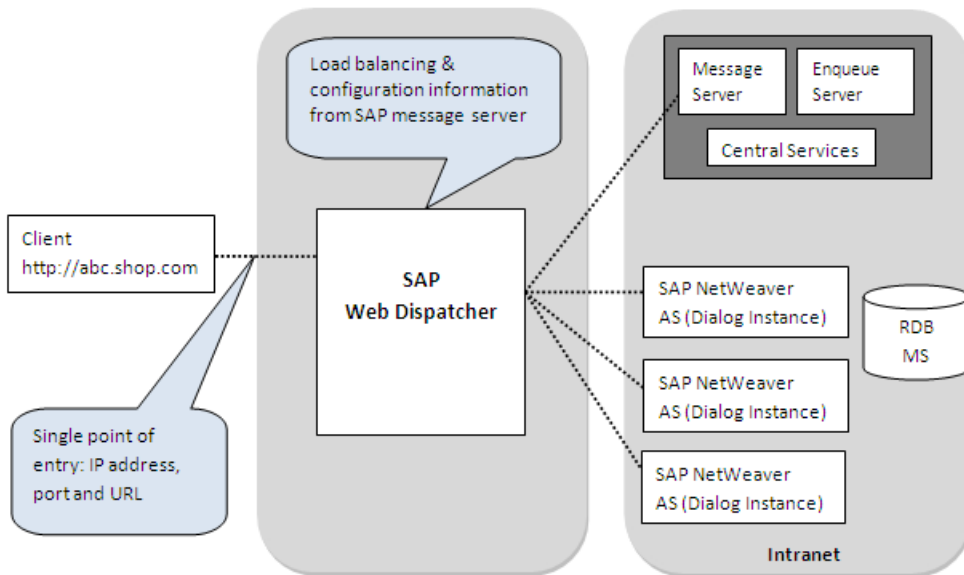 Load balancing &
configuration information
from SAP message server
Message
Server
Enqueue
Server
Central Services
Client
http://abc.shop.com
SAP
Web Dispatcher
SAP NetWeaver
AS (Dialog Instance)
RDB
MS
SAP NetWeaver
AS (Dialog Instance)
Single point of
entry: IP address,
port and URL
SAP NetWeaver
AS (Dialog Instance)
Intranet